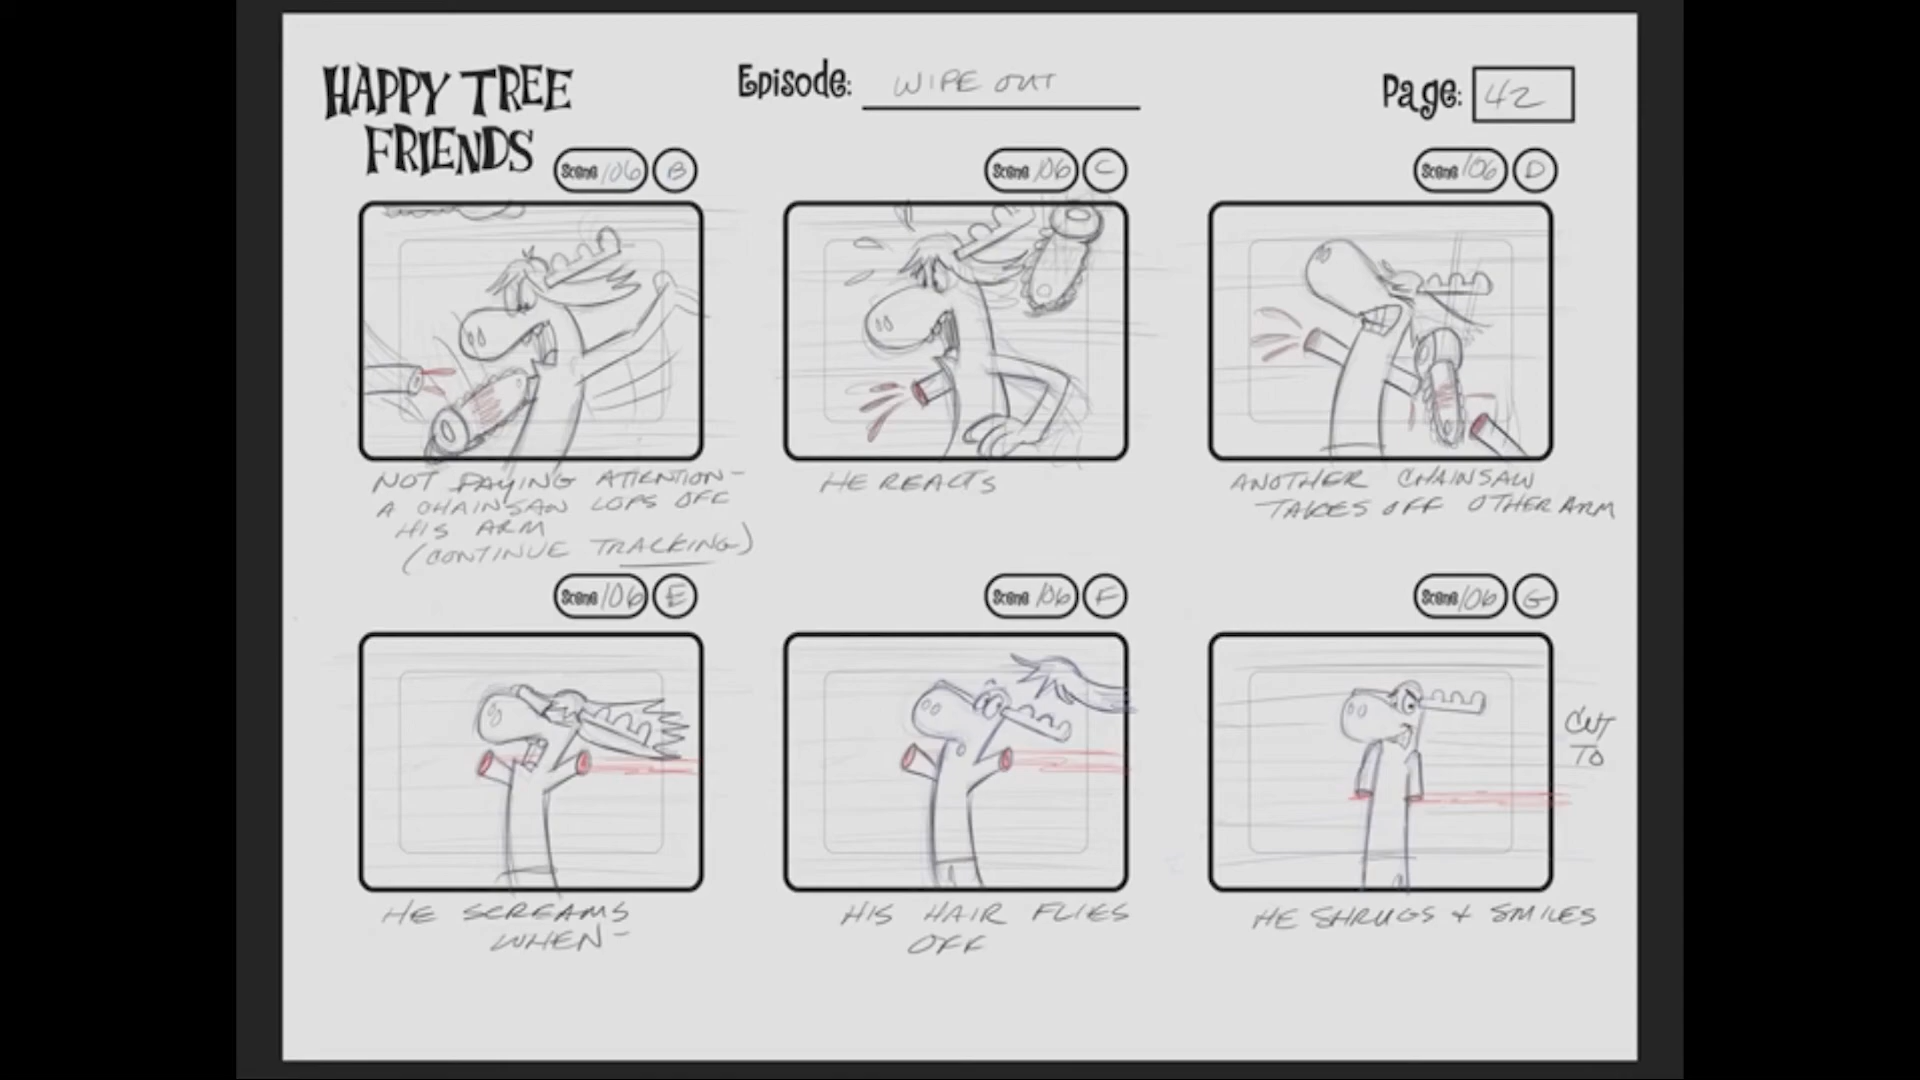 HAPPY TREE
FRIENDS
Episode: WIPE OUT
Page: 42
Scene 106 B
Scene 106 C
Scene 106 D
NOT PAYING ATTENTION-
A CHAINSAW LOPS OFF
HIS ARM
(CONTINUE TRACKING)
HE REACTS
ANOTHER CHAINSAW
TAKES OFF OTHER ARM
Scene 106 E
Scene 106 F
Scene 106 G
CUT
TO
HE SCREAMS
WHEN-
HIS HAIR FLIES
OFF
HE SHRUGS + SMILES